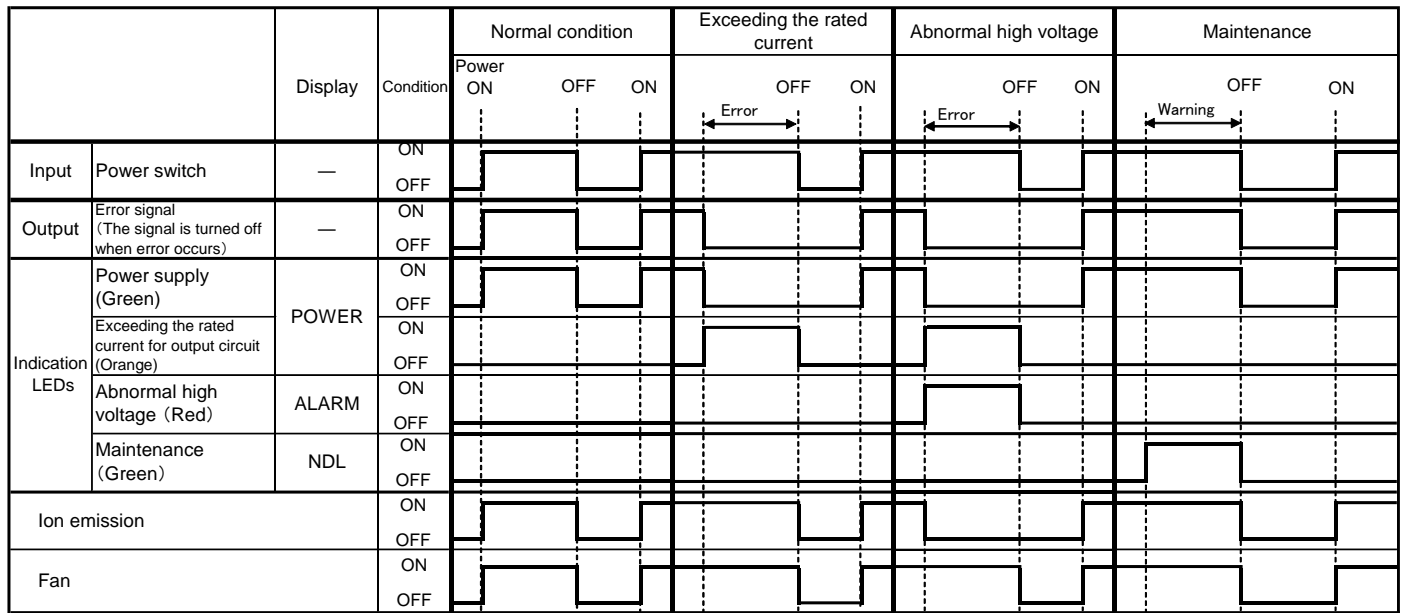 Normal condition
Exceeding the rated
current
Abnormal high voltage
Maintenance
Display
Condition
Power
ON
OFF
ON
OFF
ON
OFF
ON
OFF
ON
Error
Error
Warning
Input
Power switch
—
ON
OFF
Output
Error signal
(The signal is turned off
when error occurs)
—
ON
OFF
Indication
LEDs
Power supply
(Green)
POWER
ON
OFF
Exceeding the rated
current for output circuit
(Orange)
ON
OFF
Abnormal high
voltage (Red)
ALARM
ON
OFF
Maintenance
(Green)
NDL
ON
OFF
Ion emission
ON
OFF
Fan
ON
OFF